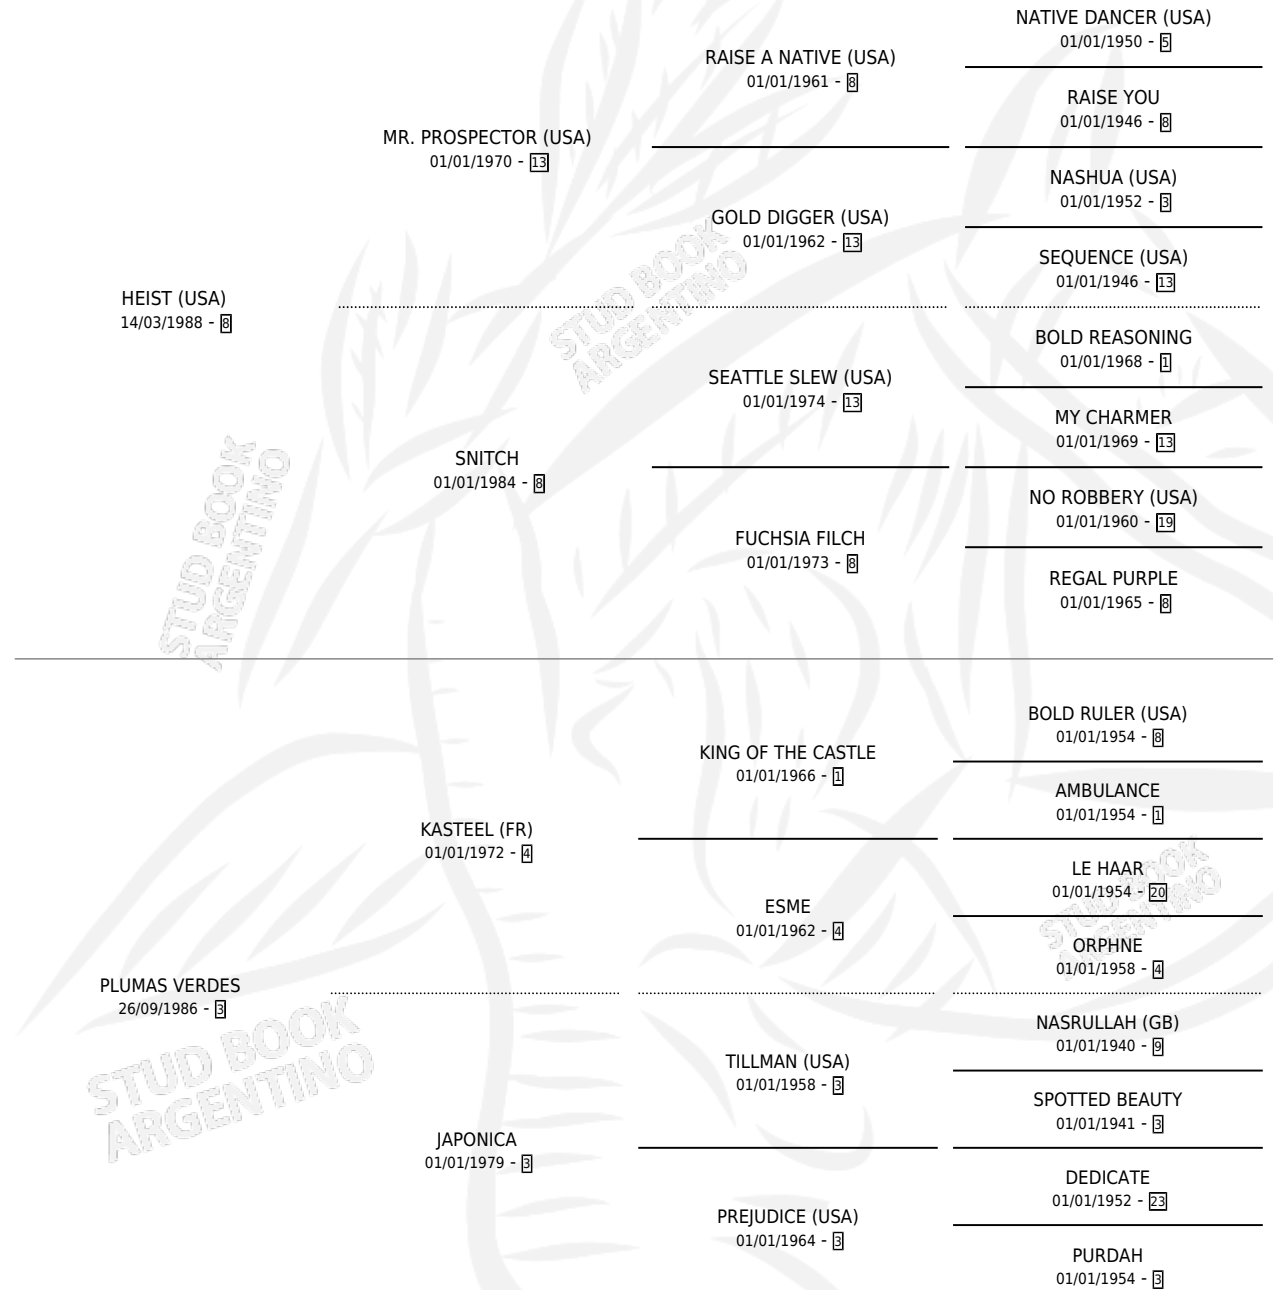 NATIVE DANCER (USA)
01/01/1950 - 5
RAISE A NATIVE (USA)
01/01/1961 - 8
RAISE YOU
01/01/1946 - 8
MR. PROSPECTOR (USA)
01/01/1970 - 13
NASHUA (USA)
01/01/1952 - 3
GOLD DIGGER (USA)
01/01/1962 - 13
SEQUENCE (USA)
01/01/1946 - 13
HEIST (USA)
14/03/1988 - 8
STUD BOOK
ARGENTINO
BOLD REASONING
01/01/1968 - 1
SEATTLE SLEW (USA)
01/01/1974 - 13
MY CHARMER
01/01/1969 - 13
SNITCH
01/01/1984 - 8
NO ROBBERY (USA)
01/01/1960 - 19
FUCHSIA FILCH
01/01/1973 - 8
REGAL PURPLE
01/01/1965 - 8
STUD BOOK
ARGENTINO
BOLD RULER (USA)
01/01/1954 - 8
KING OF THE CASTLE
01/01/1966 - 1
AMBULANCE
01/01/1954 - 1
KASTEEL (FR)
01/01/1972 - 4
LE HAAR
01/01/1954 - 20
ESME
01/01/1962 - 4
ORPHNE
01/01/1958 - 4
STUD BOOK
ARGENTINO
PLUMAS VERDES
26/09/1986 - 3
NASRULLAH (GB)
01/01/1940 - 9
TILLMAN (USA)
01/01/1958 - 3
SPOTTED BEAUTY
01/01/1941 - 3
STUD BOOK
ARGENTINO
JAPONICA
01/01/1979 - 3
DEDICATE
01/01/1952 - 23
PREJUDICE (USA)
01/01/1964 - 3
PURDAH
01/01/1954 - 3